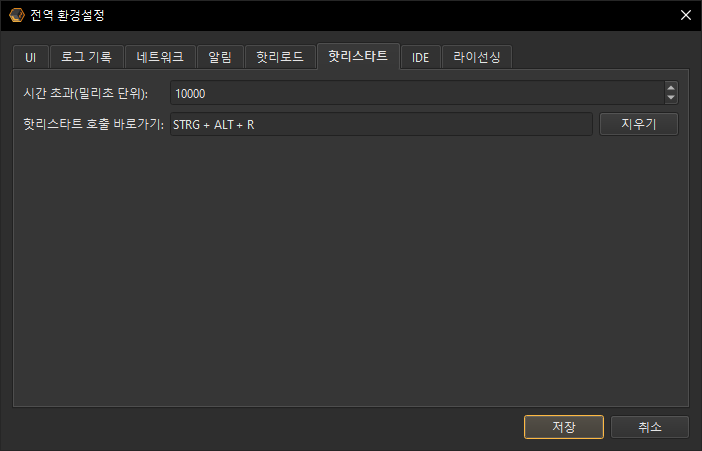 전역 환경설정
UI 로그 기록 네트워크 알림 핫리로드 핫리스타트 IDE 라이선싱
시간 초과(밀리초 단위): 10000
핫리스타트 호출 바로가기: STRG + ALT + R 지우기
저장 취소